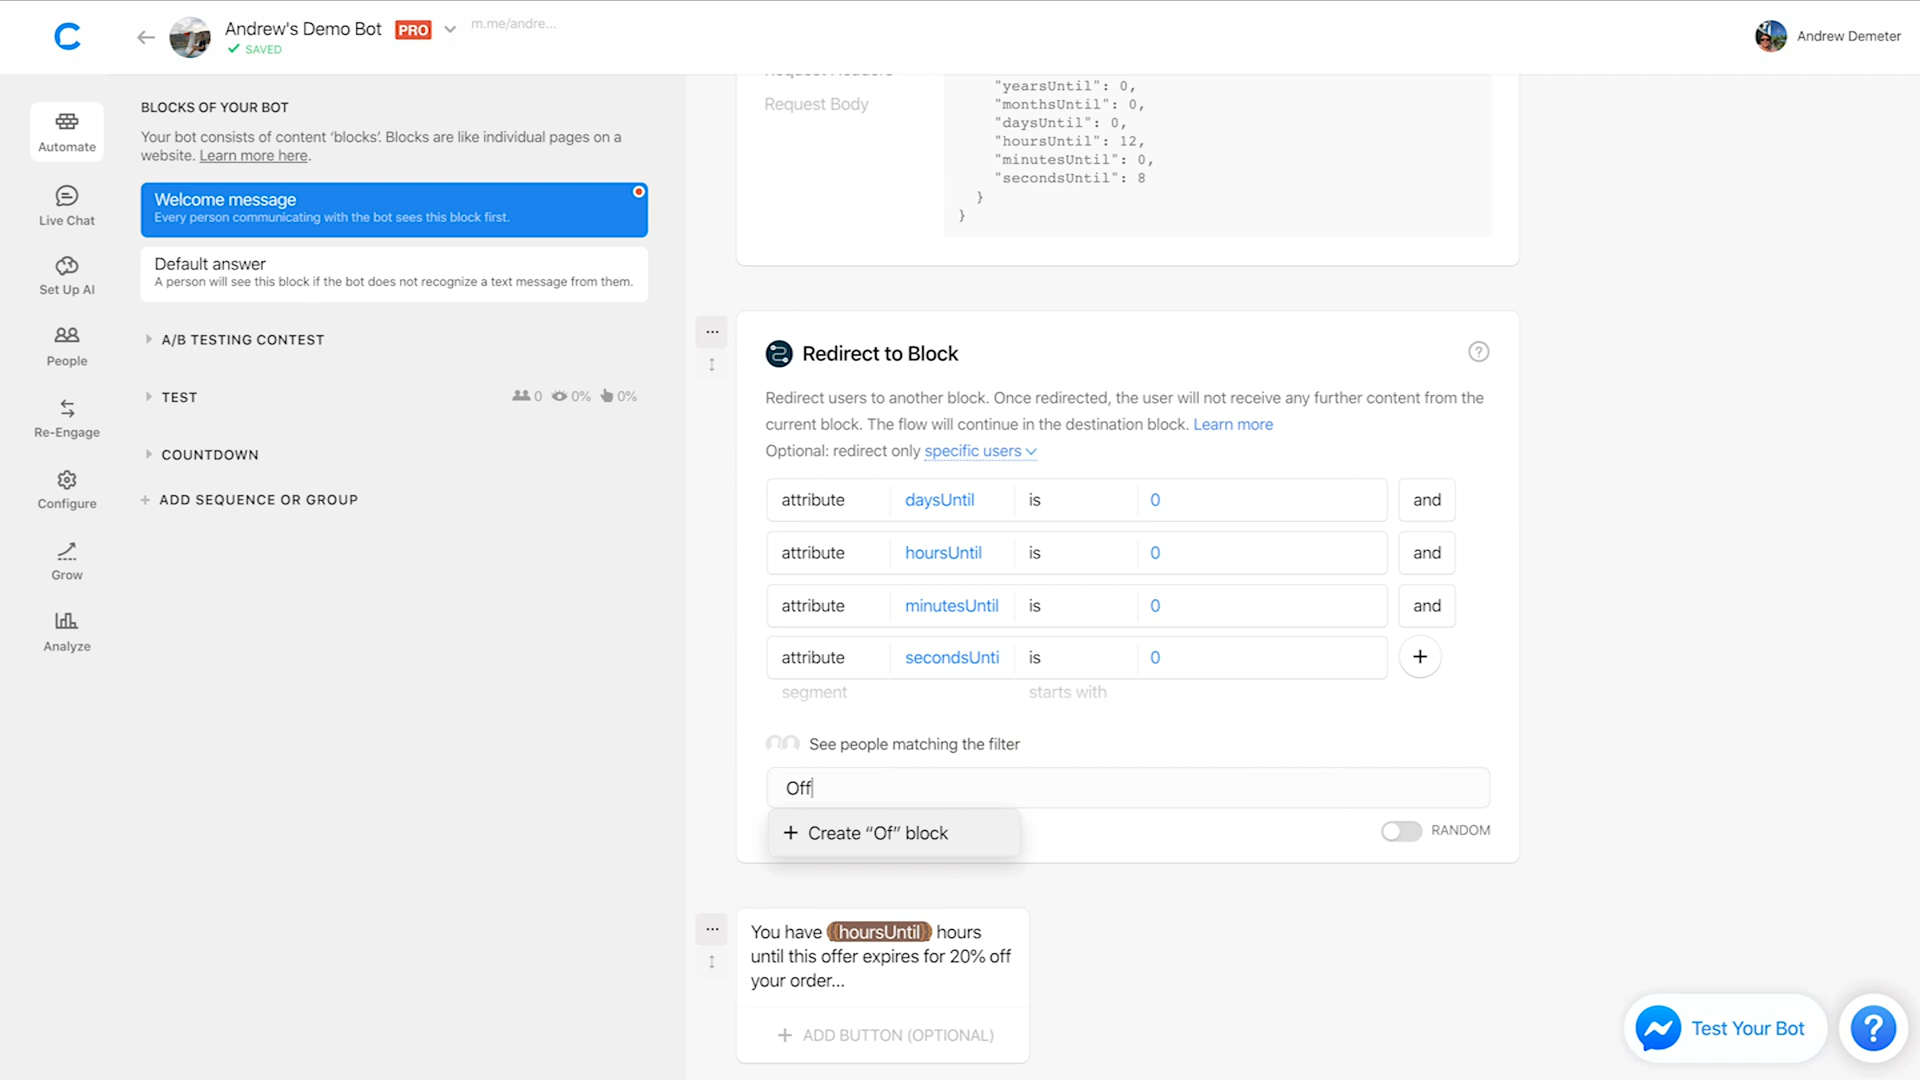 Andrew's Demo Bot PRO
m.me/andre...
SAVED
Andrew Demeter
Automate
Live Chat
Set Up AI
People
Re-Engage
Configure
Grow
Analyze
BLOCKS OF YOUR BOT
Your bot consists of content ‘blocks’. Blocks are like individual pages on a
website. Learn more here.
Welcome message
Every person communicating with the bot sees this block first.
Default answer
A person will see this block if the bot does not recognize a text message from them.
A/B TESTING CONTEST
TEST 0 0% 0%
COUNTDOWN
+ ADD SEQUENCE OR GROUP
Request Headers
Request Body
"yearsUntil": 0,
"monthsUntil": 0,
"daysUntil": 0,
"hoursUntil": 12,
"minutesUntil": 0,
"secondsUntil": 8
}
}
Redirect to Block
Redirect users to another block. Once redirected, the user will not receive any further content from the
current block. The flow will continue in the destination block. Learn more
Optional: redirect only specific users
attribute daysUntil is 0 and
attribute hoursUntil is 0 and
attribute minutesUntil is 0 and
attribute secondsUnti is 0 +
segment starts with
See people matching the filter
Off
+ Create “Of” block
RANDOM
You have {{hoursUntil}} hours
until this offer expires for 20% off
your order...
+ ADD BUTTON (OPTIONAL)
Test Your Bot